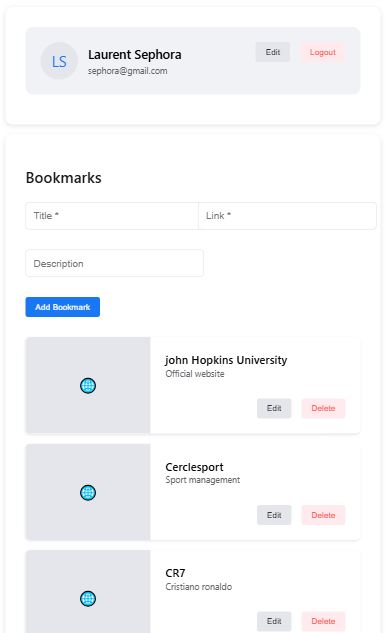 LS
Laurent Sephora
sephora@gmail.com
Edit
Logout
Bookmarks
Title *
Link *
Description
Add Bookmark
john Hopkins University
Official website
Edit
Delete
Cerclesport
Sport management
Edit
Delete
CR7
Cristiano ronaldo
Edit
Delete